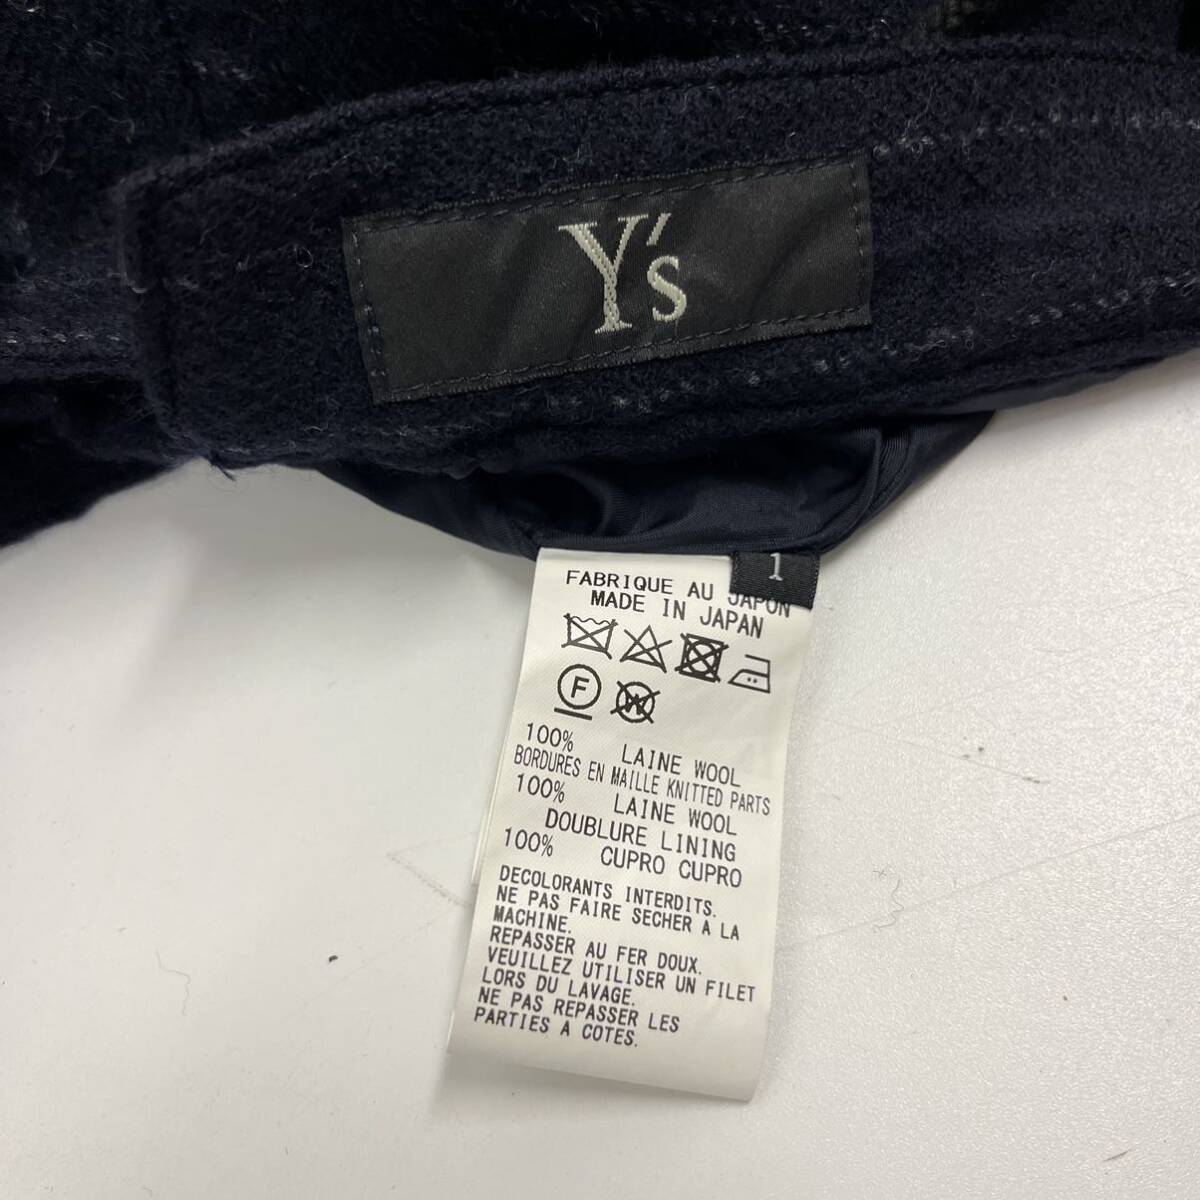 Y's
1
FABRIQUE AU JAPON
MADE IN JAPAN
F W
100% LAINE WOOL
BORDURES EN MAILLE KNITTED PARTS
100% LAINE WOOL
DOUBLURE LINING
100% CUPRO CUPRO
DECOLORANTS INTERDITS.
NE PAS FAIRE SECHER A LA
MACHINE.
REPASSER AU FER DOUX.
VEUILLEZ UTILISER UN FILET
LORS DU LAVAGE.
NE PAS REPASSER LES
PARTIES A COTES.